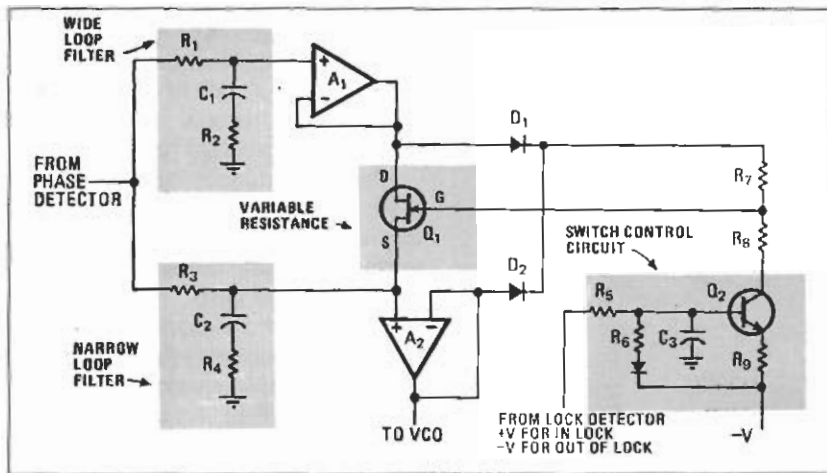 WIDE
LOOP
FILTER
R1
C1
R2
+
A1
−
D1
FROM
PHASE
DETECTOR
D
G
VARIABLE
RESISTANCE
Q1
S
R7
R8
SWITCH CONTROL
CIRCUIT
D2
R3
C2
R4
NARROW
LOOP
FILTER
+
−
A2
TO VCO
R5
R6
C3
Q2
R9
FROM LOCK DETECTOR
+V FOR IN LOCK
−V FOR OUT OF LOCK
−V